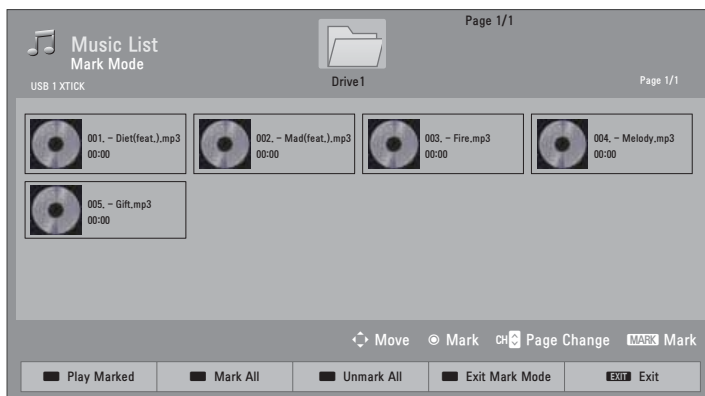 Page 1/1
Music List
Mark Mode
USB 1 XTICK
Drive1
Page 1/1
001. - Diet(feat.).mp3
00:00
002. - Mad(feat.).mp3
00:00
003. - Fire.mp3
00:00
004. - Melody.mp3
00:00
005. - Gift.mp3
00:00
Move
Mark
CH Page Change
MARK Mark
Play Marked
Mark All
Unmark All
Exit Mark Mode
EXIT Exit